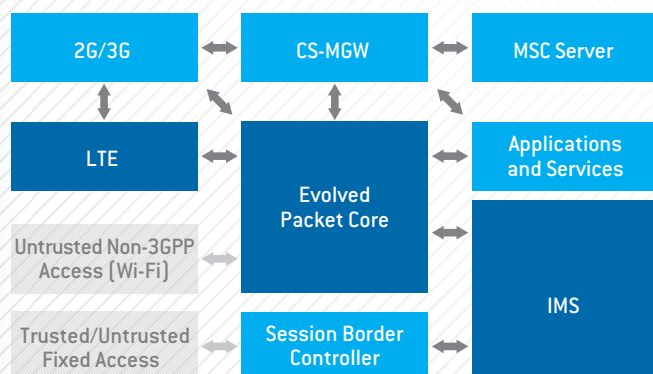 2G/3G
CS-MGW
MSC Server
LTE
Evolved
Packet Core
Applications
and Services
Untrusted Non-3GPP
Access (Wi-Fi)
IMS
Trusted/Untrusted
Fixed Access
Session Border
Controller